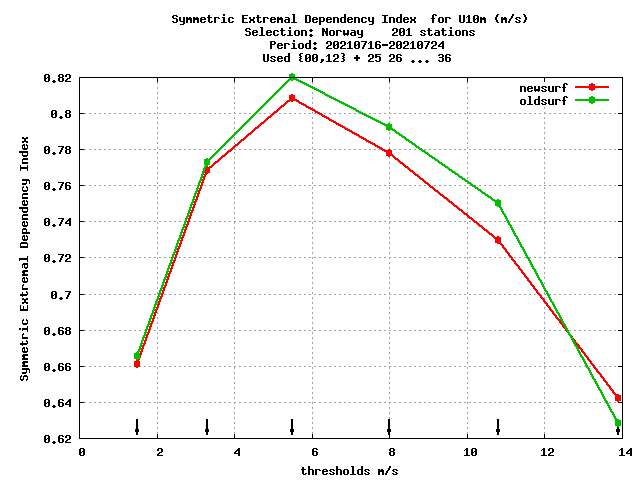 Symmetric Extremal Dependency Index  for U10m (m/s)
Selection: Norway    201 stations
Period: 20210716-20210724
Used {00,12} + 25 26 ... 36
newsurf
oldsurf
Symmetric Extremal Dependency Index
0.82
0.8
0.78
0.76
0.74
0.72
0.7
0.68
0.66
0.64
0.62
0 2 4 6 8 10 12 14
thresholds m/s